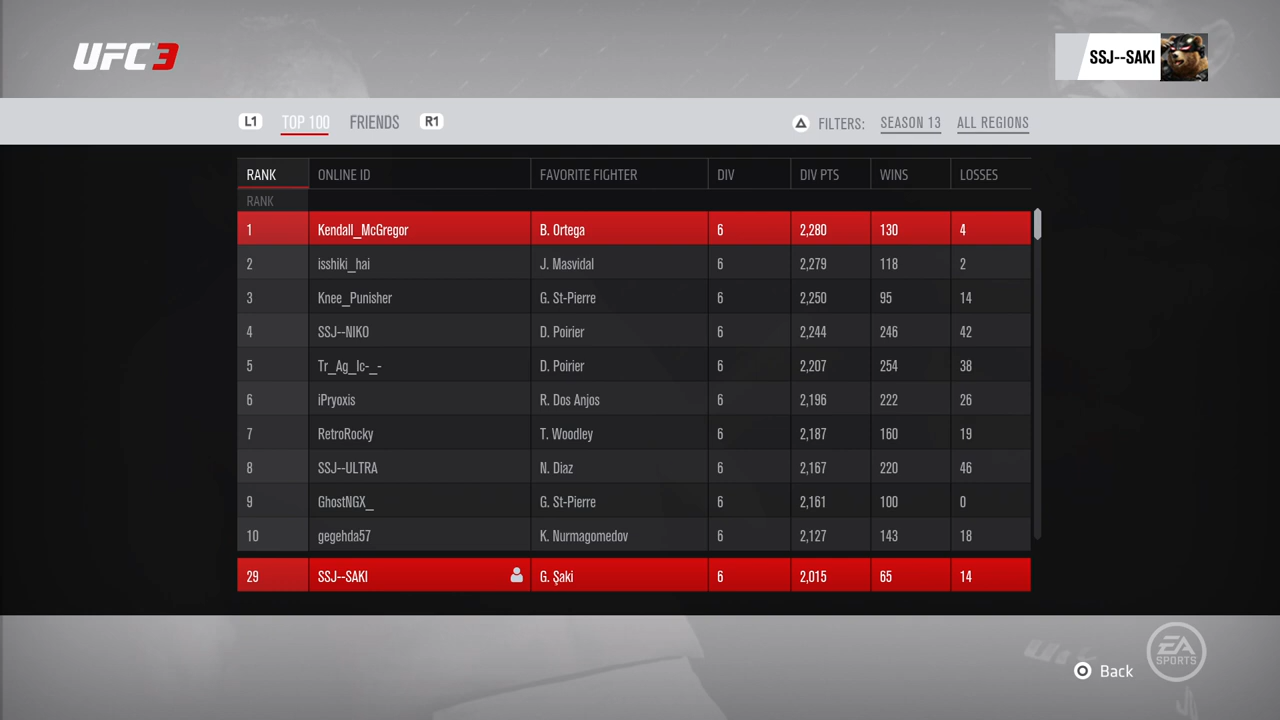 UFC 3
SSJ--SAKI
L1 TOP 100 FRIENDS R1 FILTERS: SEASON 13 ALL REGIONS
RANK ONLINE ID FAVORITE FIGHTER DIV DIV PTS WINS LOSSES
RANK
1 Kendall_McGregor B. Ortega 6 2,280 130 4
2 isshiki_hai J. Masvidal 6 2,279 118 2
3 Knee_Punisher G. St-Pierre 6 2,250 95 14
4 SSJ--NIKO D. Poirier 6 2,244 246 42
5 Tr_Ag_Ic-_- D. Poirier 6 2,207 254 38
6 iPryoxis R. Dos Anjos 6 2,196 222 26
7 RetroRocky T. Woodley 6 2,187 160 19
8 SSJ--ULTRA N. Diaz 6 2,167 220 46
9 GhostNGX_ G. St-Pierre 6 2,161 100 0
10 gegehda57 K. Nurmagomedov 6 2,127 143 18
29 SSJ--SAKI G. Şaki 6 2,015 65 14
UFC
EA SPORTS
Back